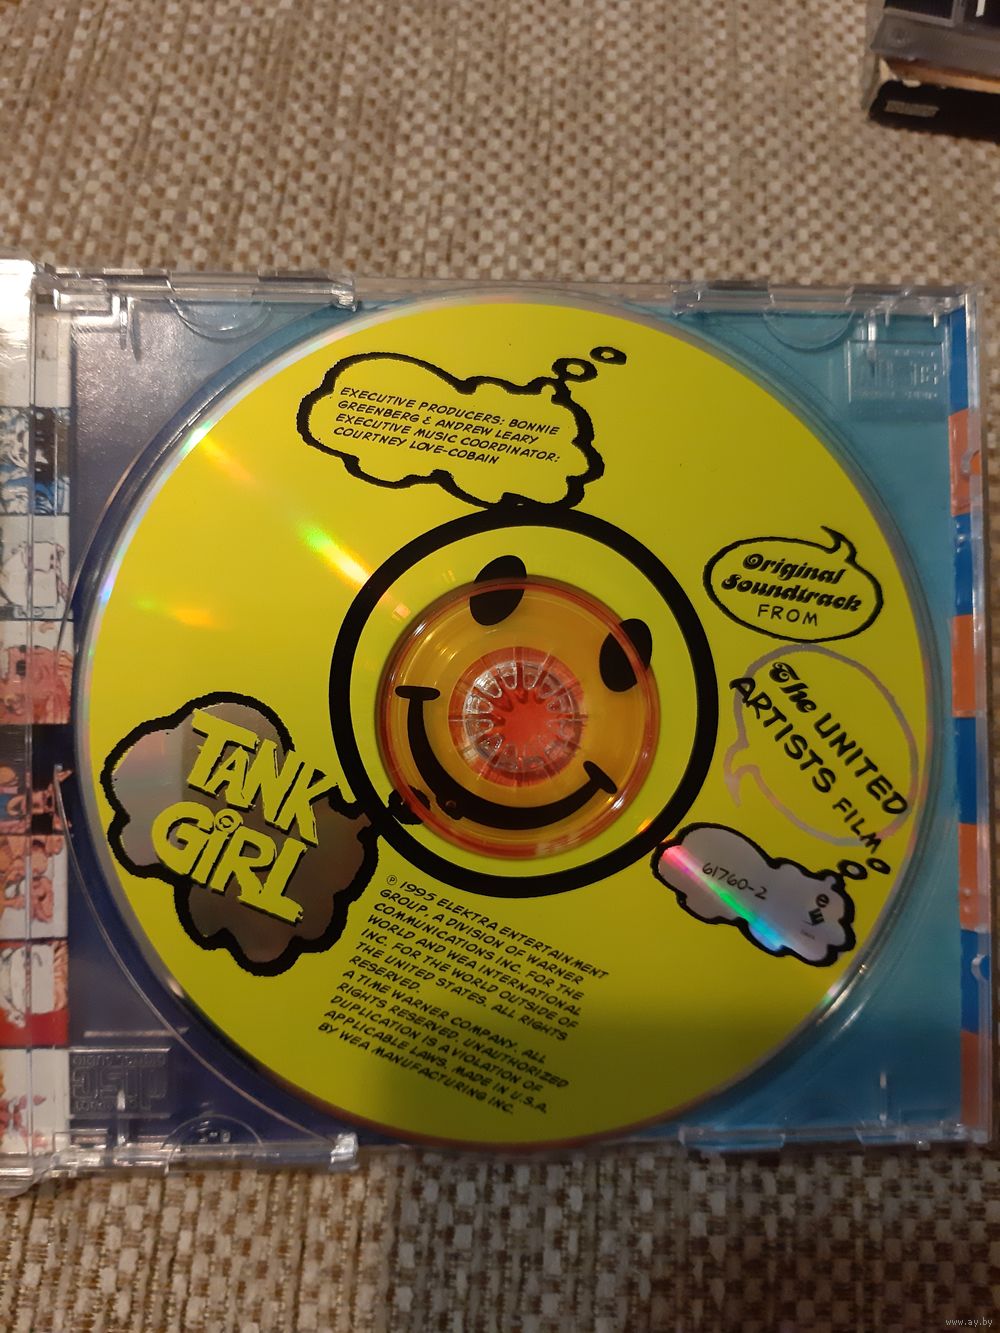 EXECUTIVE PRODUCERS: BONNIE
GREENBERG & ANDREW LEARY
EXECUTIVE MUSIC COORDINATOR:
COURTNEY LOVE-COBAIN
Original
Soundtrack
FROM
The UNITED
ARTISTS FILM
TANK
GIRL
61760-2
℗ 1995 ELEKTRA ENTERTAINMENT
GROUP, A DIVISION OF WARNER
COMMUNICATIONS INC. FOR THE
WORLD AND WEA INTERNATIONAL
INC. FOR THE WORLD OUTSIDE OF
THE UNITED STATES. ALL RIGHTS
RESERVED.
A TIME WARNER COMPANY. ALL
RIGHTS RESERVED. UNAUTHORIZED
DUPLICATION IS A VIOLATION OF
APPLICABLE LAWS. MADE IN U.S.A.
BY WEA MANUFACTURING INC.
www.ay.by